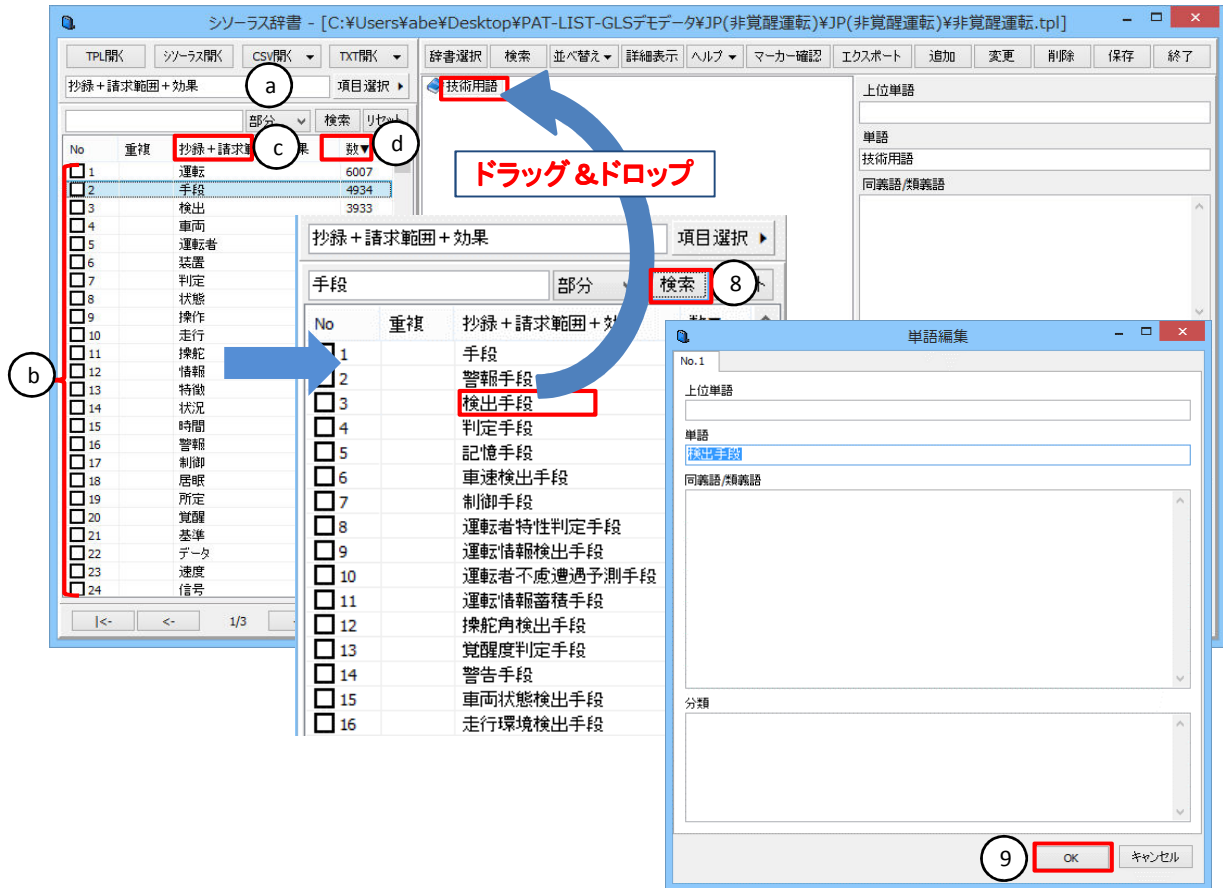 シソーラス辞書 - [C:¥Users¥abe¥Desktop¥PAT-LIST-GLSデモデータ¥JP(非覚醒運転)¥JP(非覚醒運転)¥非覚醒運転.tpl]
TPL開く シソーラス開く CSV開く TXT開く
辞書選択 検索 並べ替え 詳細表示 ヘルプ マーカー確認 エクスポート 追加 変更 削除 保存 終了
抄録+請求範囲+効果 a 項目選択
部分 検索 リセット
No 重複 抄録+請求範 c 果 数▼ d
1 運転 6007
2 手段 4934
3 検出 3933
4 車両
5 運転者
6 装置
7 判定
8 状態
9 操作
10 走行
11 操舵
12 情報
13 特徴
14 状況
15 時間
16 警報
17 制御
18 居眠
19 所定
20 覚醒
21 基準
22 データ
23 速度
24 信号
b
|<- <- 1/3
技術用語
ドラッグ&ドロップ
上位単語
単語
技術用語
同義語/類義語
抄録+請求範囲+効果 項目選択
手段 部分 検索 8 ト
No 重複 抄録+請求範囲+効 数▼
1 手段
2 警報手段
3 検出手段
4 判定手段
5 記憶手段
6 車速検出手段
7 制御手段
8 運転者特性判定手段
9 運転情報検出手段
10 運転者不慮遭遇予測手段
11 運転情報蓄積手段
12 操舵角検出手段
13 覚醒度判定手段
14 警告手段
15 車両状態検出手段
16 走行環境検出手段
単語編集
No.1
上位単語
単語
検出手段
同義語/類義語
分類
9 OK キャンセル